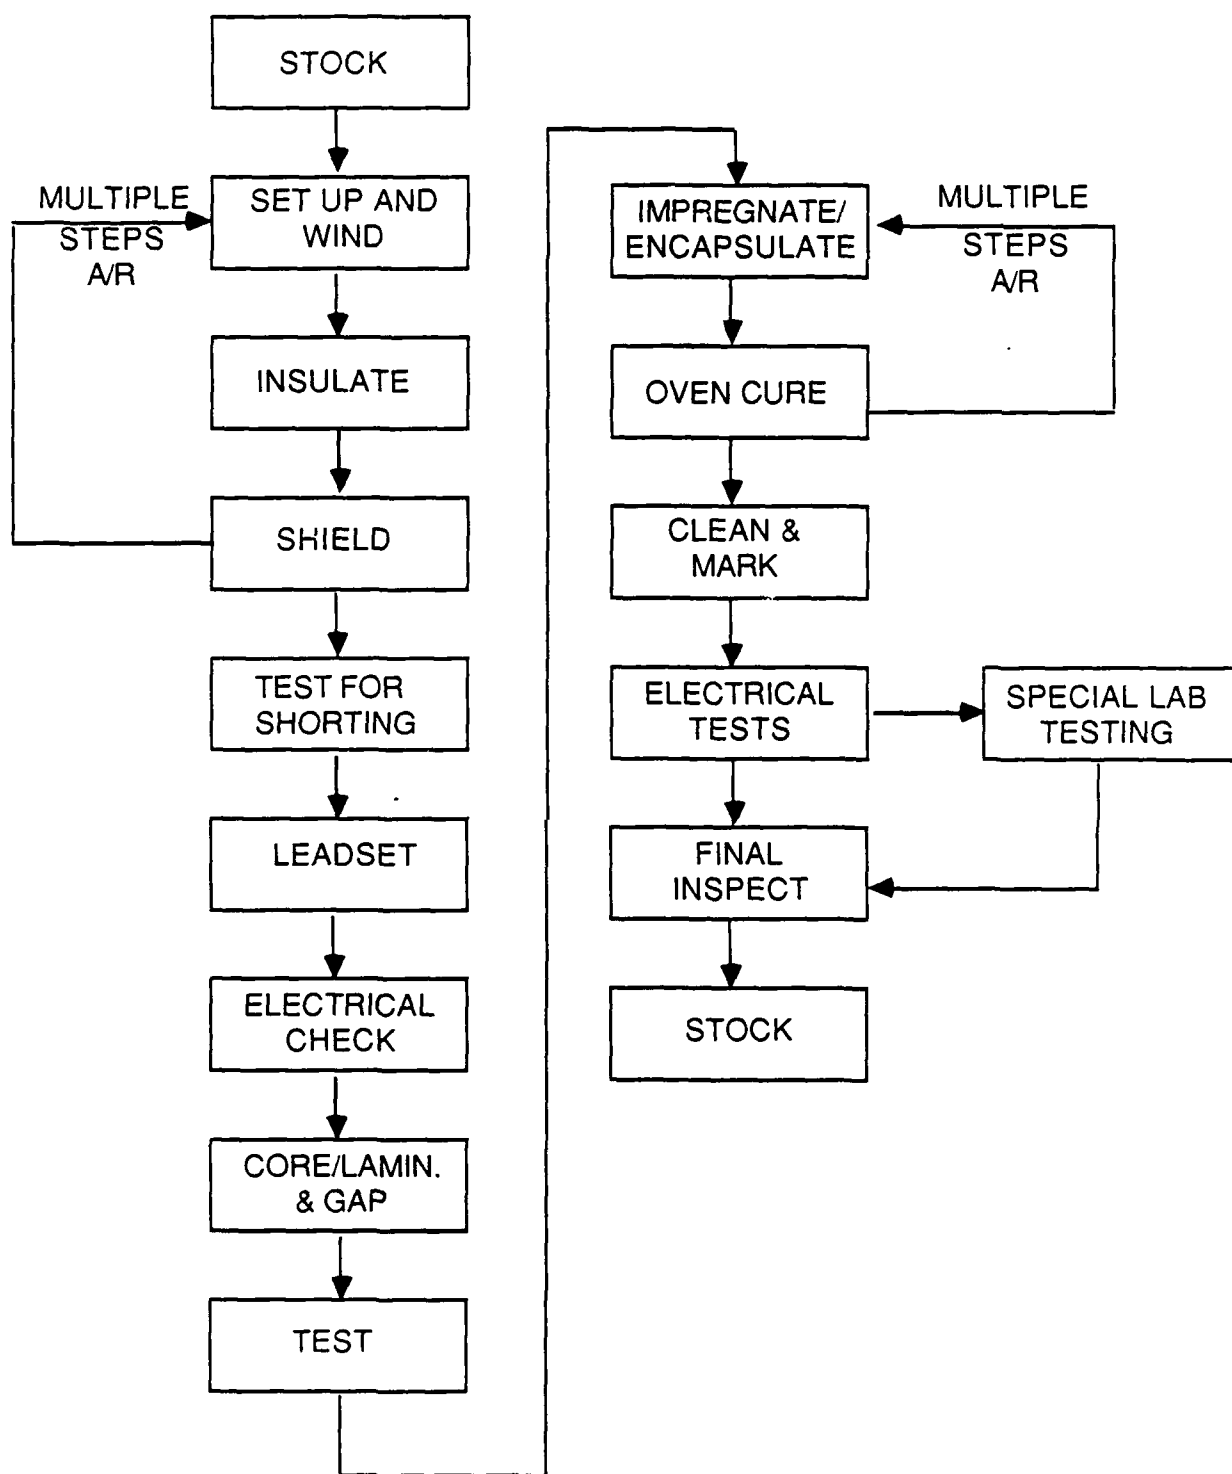 STOCK
MULTIPLE
STEPS
A/R
SET UP AND
WIND
INSULATE
SHIELD
TEST FOR
SHORTING
LEADSET
ELECTRICAL
CHECK
CORE/LAMIN.
& GAP
TEST
IMPREGNATE/
ENCAPSULATE
MULTIPLE
STEPS
A/R
OVEN CURE
CLEAN &
MARK
ELECTRICAL
TESTS
SPECIAL LAB
TESTING
FINAL
INSPECT
STOCK